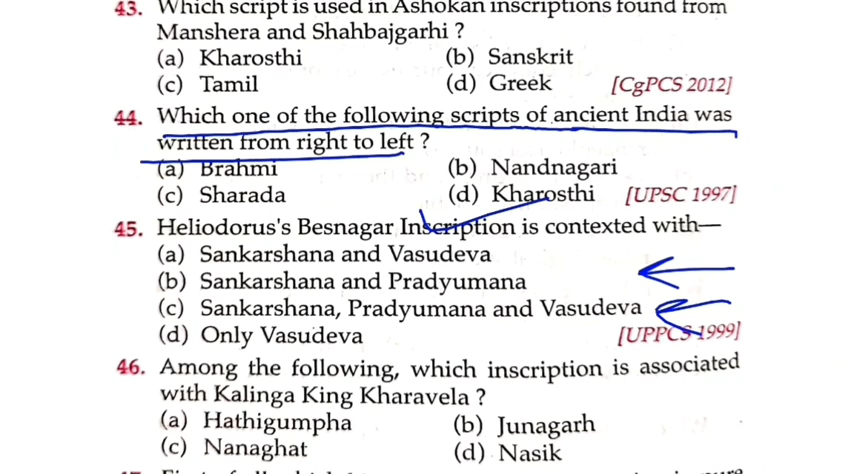 43. Which script is used in Ashokan inscriptions found from
Manshera and Shahbajgarhi ?
(a) Kharosthi (b) Sanskrit
(c) Tamil (d) Greek [CgPCS 2012]
44. Which one of the following scripts of ancient India was
written from right to left ?
(a) Brahmi (b) Nandnagari
(c) Sharada (d) Kharosthi [UPSC 1997]
45. Heliodorus's Besnagar Inscription is contexted with—
(a) Sankarshana and Vasudeva
(b) Sankarshana and Pradyumana
(c) Sankarshana, Pradyumana and Vasudeva
(d) Only Vasudeva [UPPCS 1999]
46. Among the following, which inscription is associated
with Kalinga King Kharavela ?
(a) Hathigumpha (b) Junagarh
(c) Nanaghat (d) Nasik